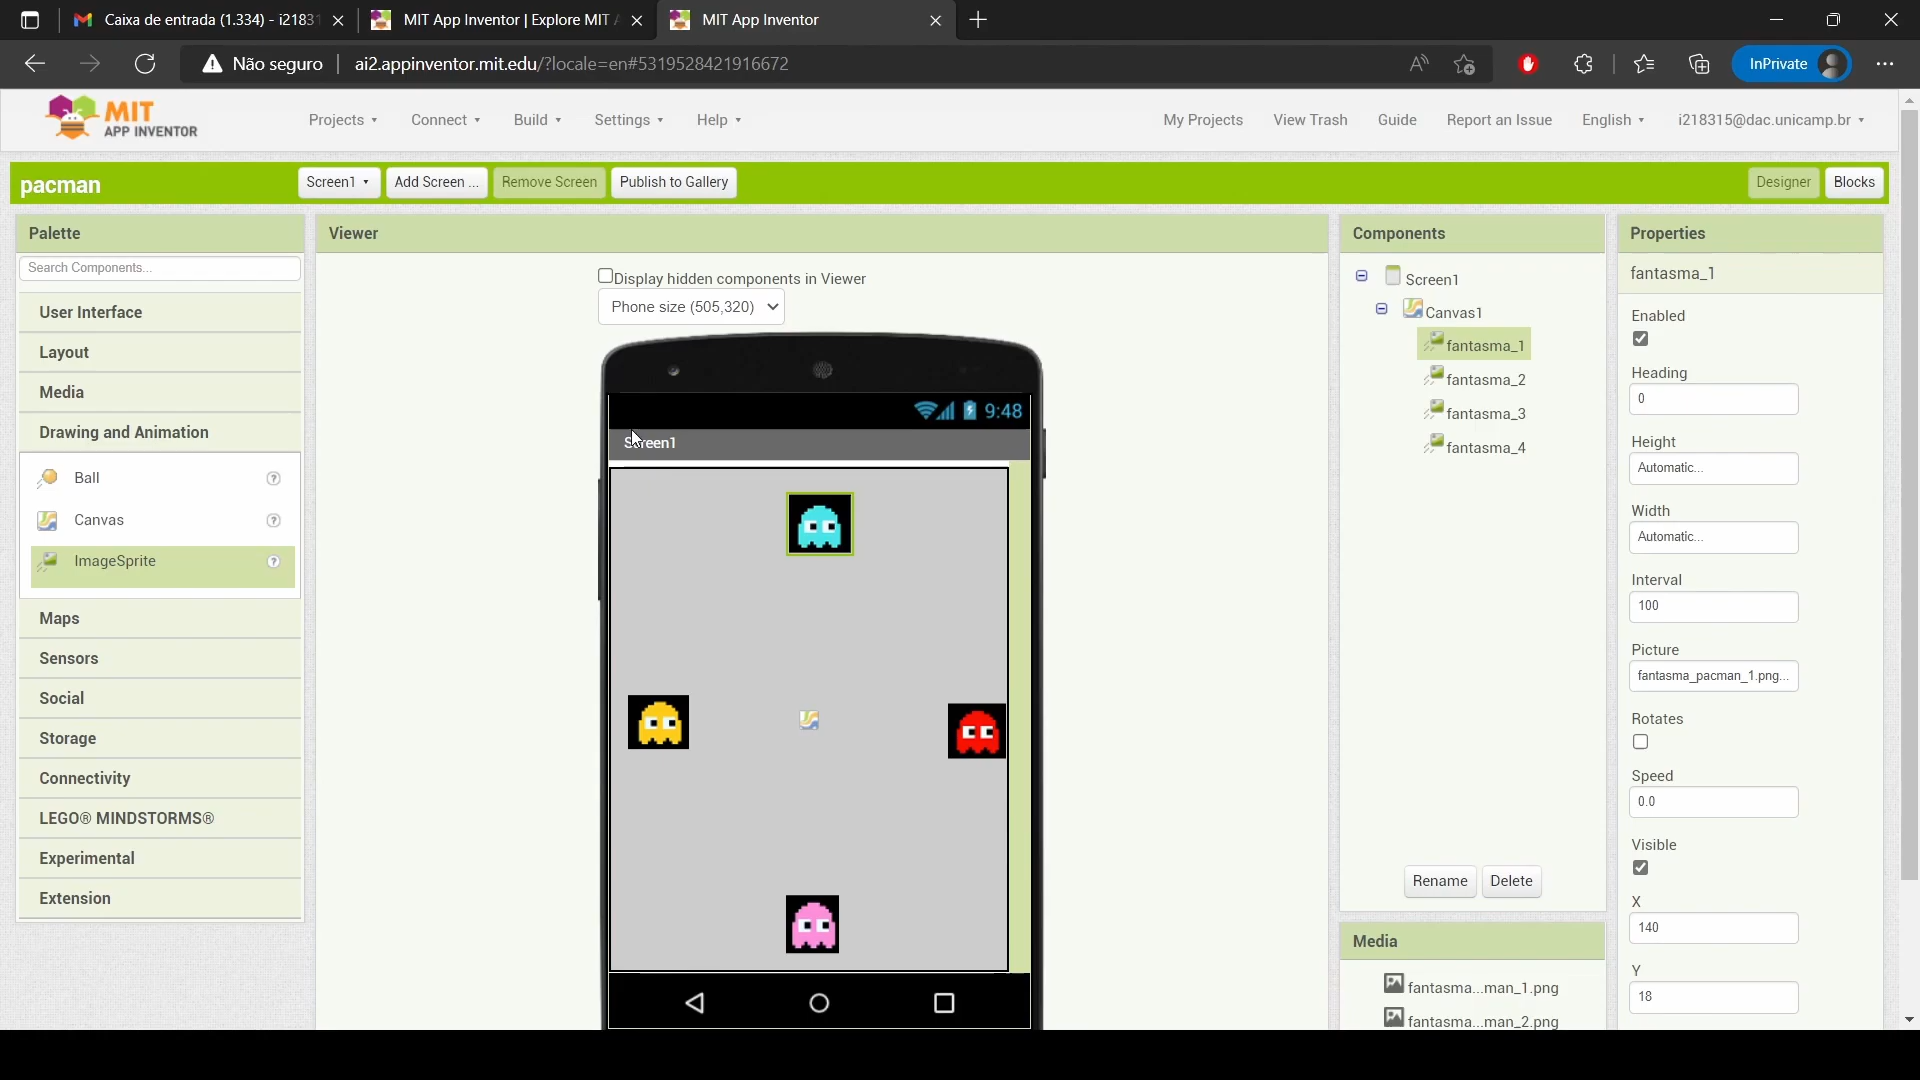 Caixa de entrada (1.334) - i21831
MIT App Inventor | Explore MIT A
MIT App Inventor
Não seguro
ai2.appinventor.mit.edu/?locale=en#5319528421916672
InPrivate
MIT
APP INVENTOR
Projects
Connect
Build
Settings
Help
My Projects
View Trash
Guide
Report an Issue
English
i218315@dac.unicamp.br
pacman
Screen1
Add Screen ...
Remove Screen
Publish to Gallery
Designer
Blocks
Palette
Search Components...
User Interface
Layout
Media
Drawing and Animation
Ball
?
Canvas
?
ImageSprite
?
Maps
Sensors
Social
Storage
Connectivity
LEGO® MINDSTORMS®
Experimental
Extension
Viewer
Display hidden components in Viewer
Phone size (505,320)
9:48
Screen1
Components
Screen1
Canvas1
fantasma_1
fantasma_2
fantasma_3
fantasma_4
Rename
Delete
Media
fantasma...man_1.png
fantasma...man_2.png
Properties
fantasma_1
Enabled
Heading
0
Height
Automatic...
Width
Automatic...
Interval
100
Picture
fantasma_pacman_1.png...
Rotates
Speed
0.0
Visible
X
140
Y
18